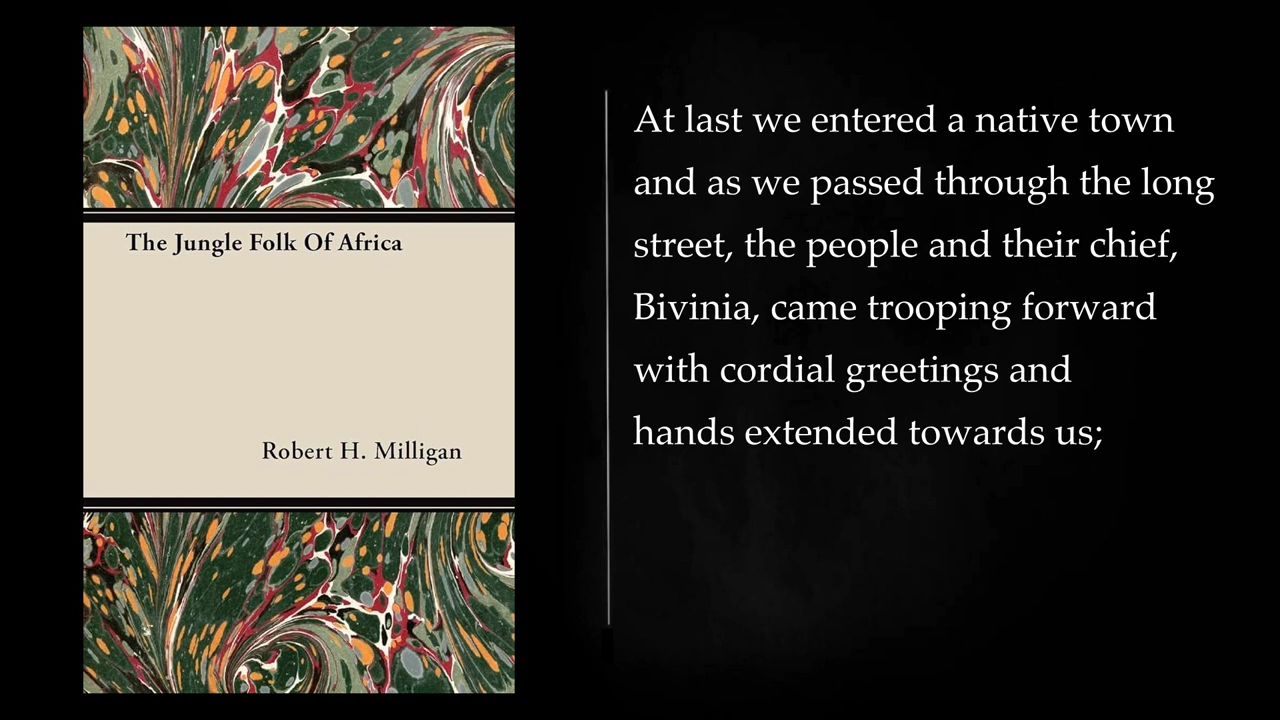 The Jungle Folk Of Africa
Robert H. Milligan
At last we entered a native town
and as we passed through the long
street, the people and their chief,
Bivinia, came trooping forward
with cordial greetings and
hands extended towards us;